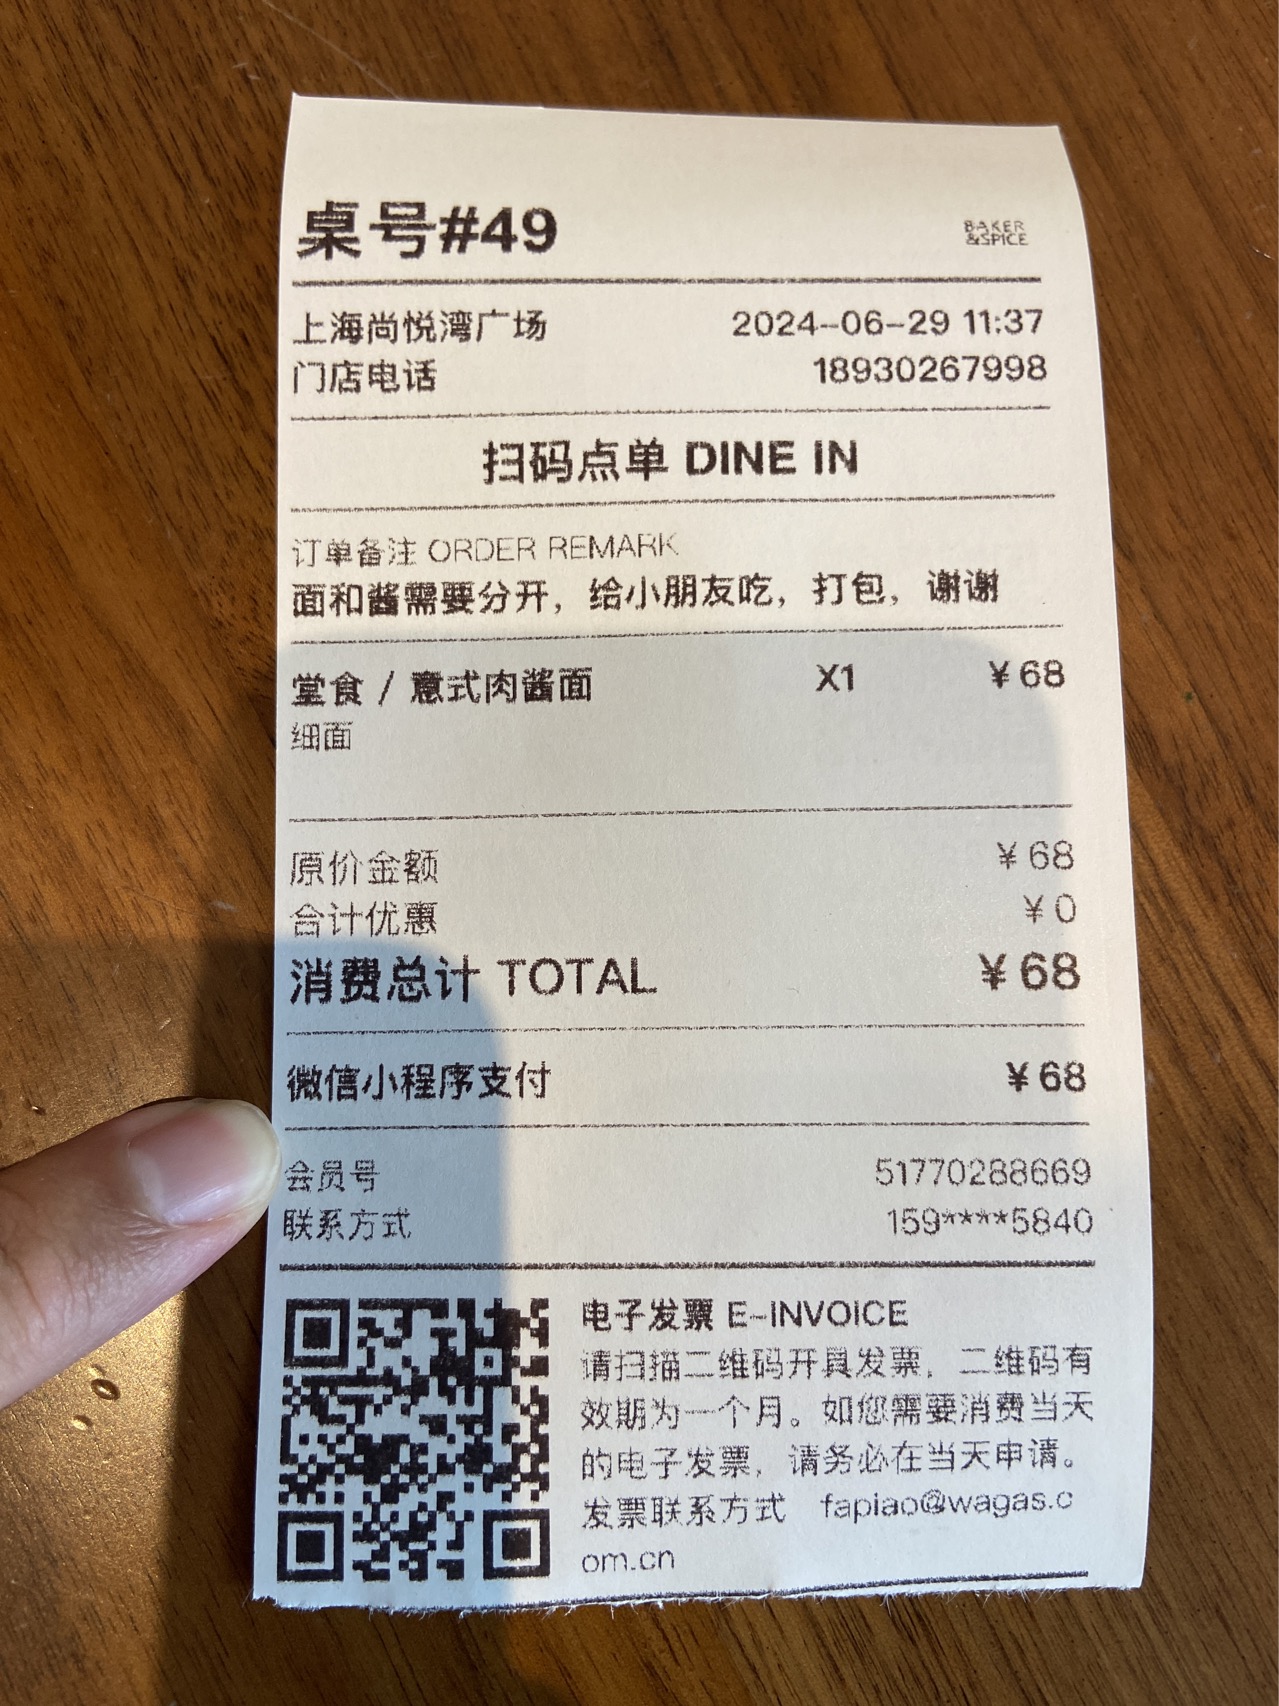 桌号#49
BAKER
&SPICE
上海尚悦湾广场 2024-06-29 11:37
门店电话 18930267998
扫码点单 DINE IN
订单备注 ORDER REMARK
面和酱需要分开，给小朋友吃，打包，谢谢
堂食 / 意式肉酱面 X1 ¥68
细面
原价金额 ¥68
合计优惠 ¥0
消费总计 TOTAL ¥68
微信小程序支付 ¥68
会员号 51770288669
联系方式 159****5840
电子发票 E-INVOICE
请扫描二维码开具发票，二维码有
效期为一个月。如您需要消费当天
的电子发票，请务必在当天申请。
发票联系方式 fapiao@wagas.c
om.cn